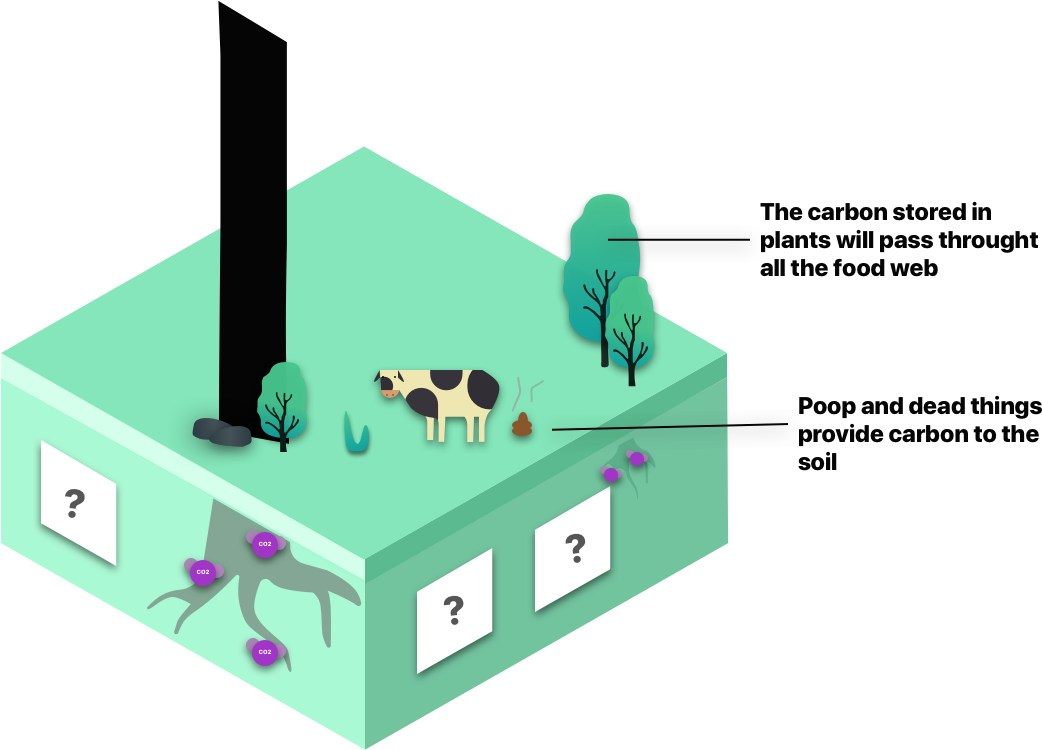 The carbon stored in
plants will pass throught
all the food web
Poop and dead things
provide carbon to the
soil
?
?
?
CO2
CO2
CO2